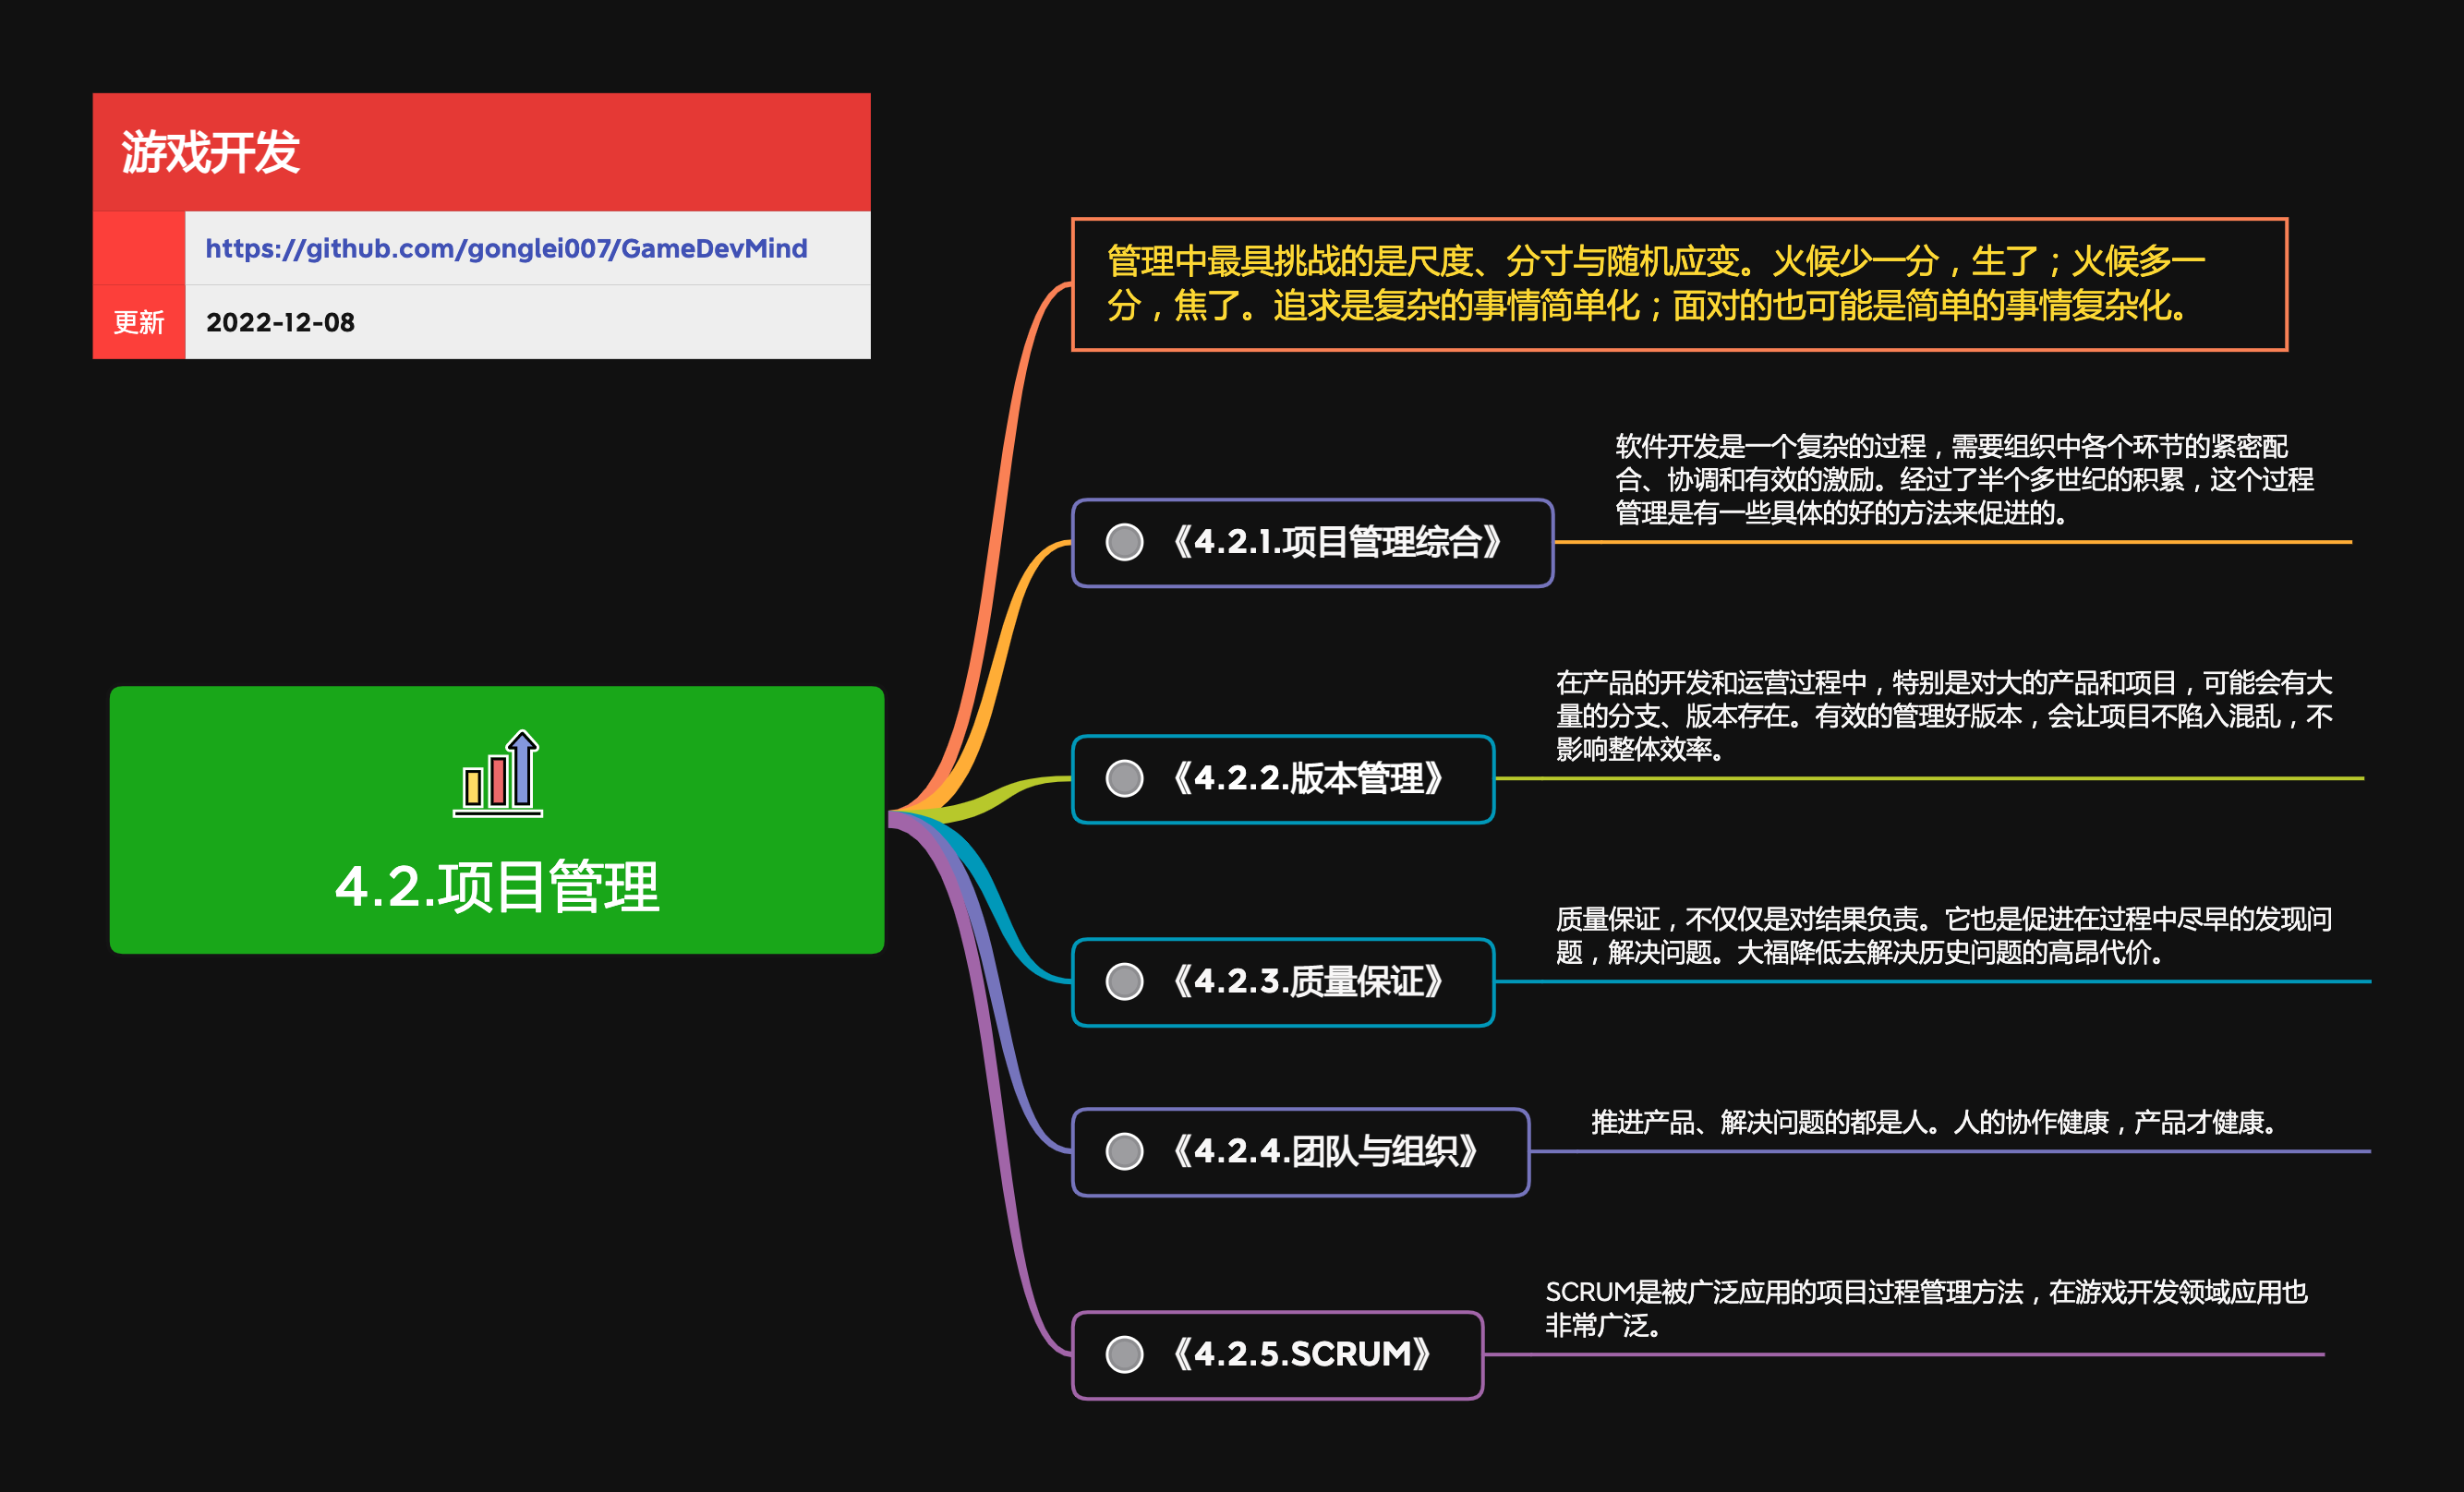 游戏开发
https://github.com/gonglei007/GameDevMind
更新
2022-12-08
4.2.项目管理
管理中最具挑战的是尺度、分寸与随机应变。火候少一分，生了；火候多一
分，焦了。追求是复杂的事情简单化；面对的也可能是简单的事情复杂化。
《4.2.1.项目管理综合》
软件开发是一个复杂的过程，需要组织中各个环节的紧密配
合、协调和有效的激励。经过了半个多世纪的积累，这个过程
管理是有一些具体的好的方法来促进的。
《4.2.2.版本管理》
在产品的开发和运营过程中，特别是对大的产品和项目，可能会有大
量的分支、版本存在。有效的管理好版本，会让项目不陷入混乱，不
影响整体效率。
《4.2.3.质量保证》
质量保证，不仅仅是对结果负责。它也是促进在过程中尽早的发现问
题，解决问题。大福降低去解决历史问题的高昂代价。
《4.2.4.团队与组织》
推进产品、解决问题的都是人。人的协作健康，产品才健康。
《4.2.5.SCRUM》
SCRUM是被广泛应用的项目过程管理方法，在游戏开发领域应用也
非常广泛。